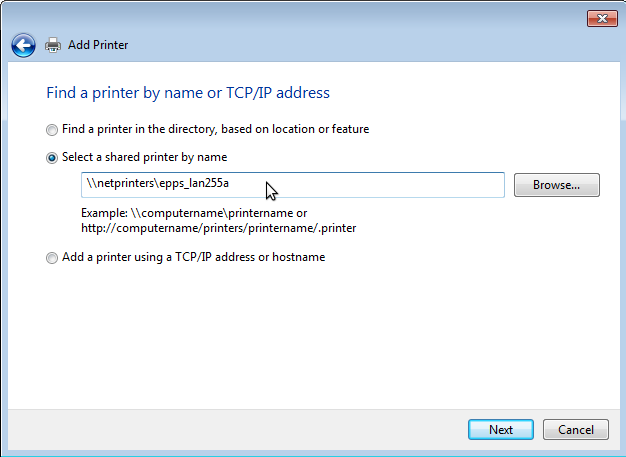 Add Printer
Find a printer by name or TCP/IP address
Find a printer in the directory, based on location or feature
Select a shared printer by name
\\netprinters\epps_lan255a
Browse...
Example: \\computername\printername or
http://computername/printers/printername/.printer
Add a printer using a TCP/IP address or hostname
Next
Cancel